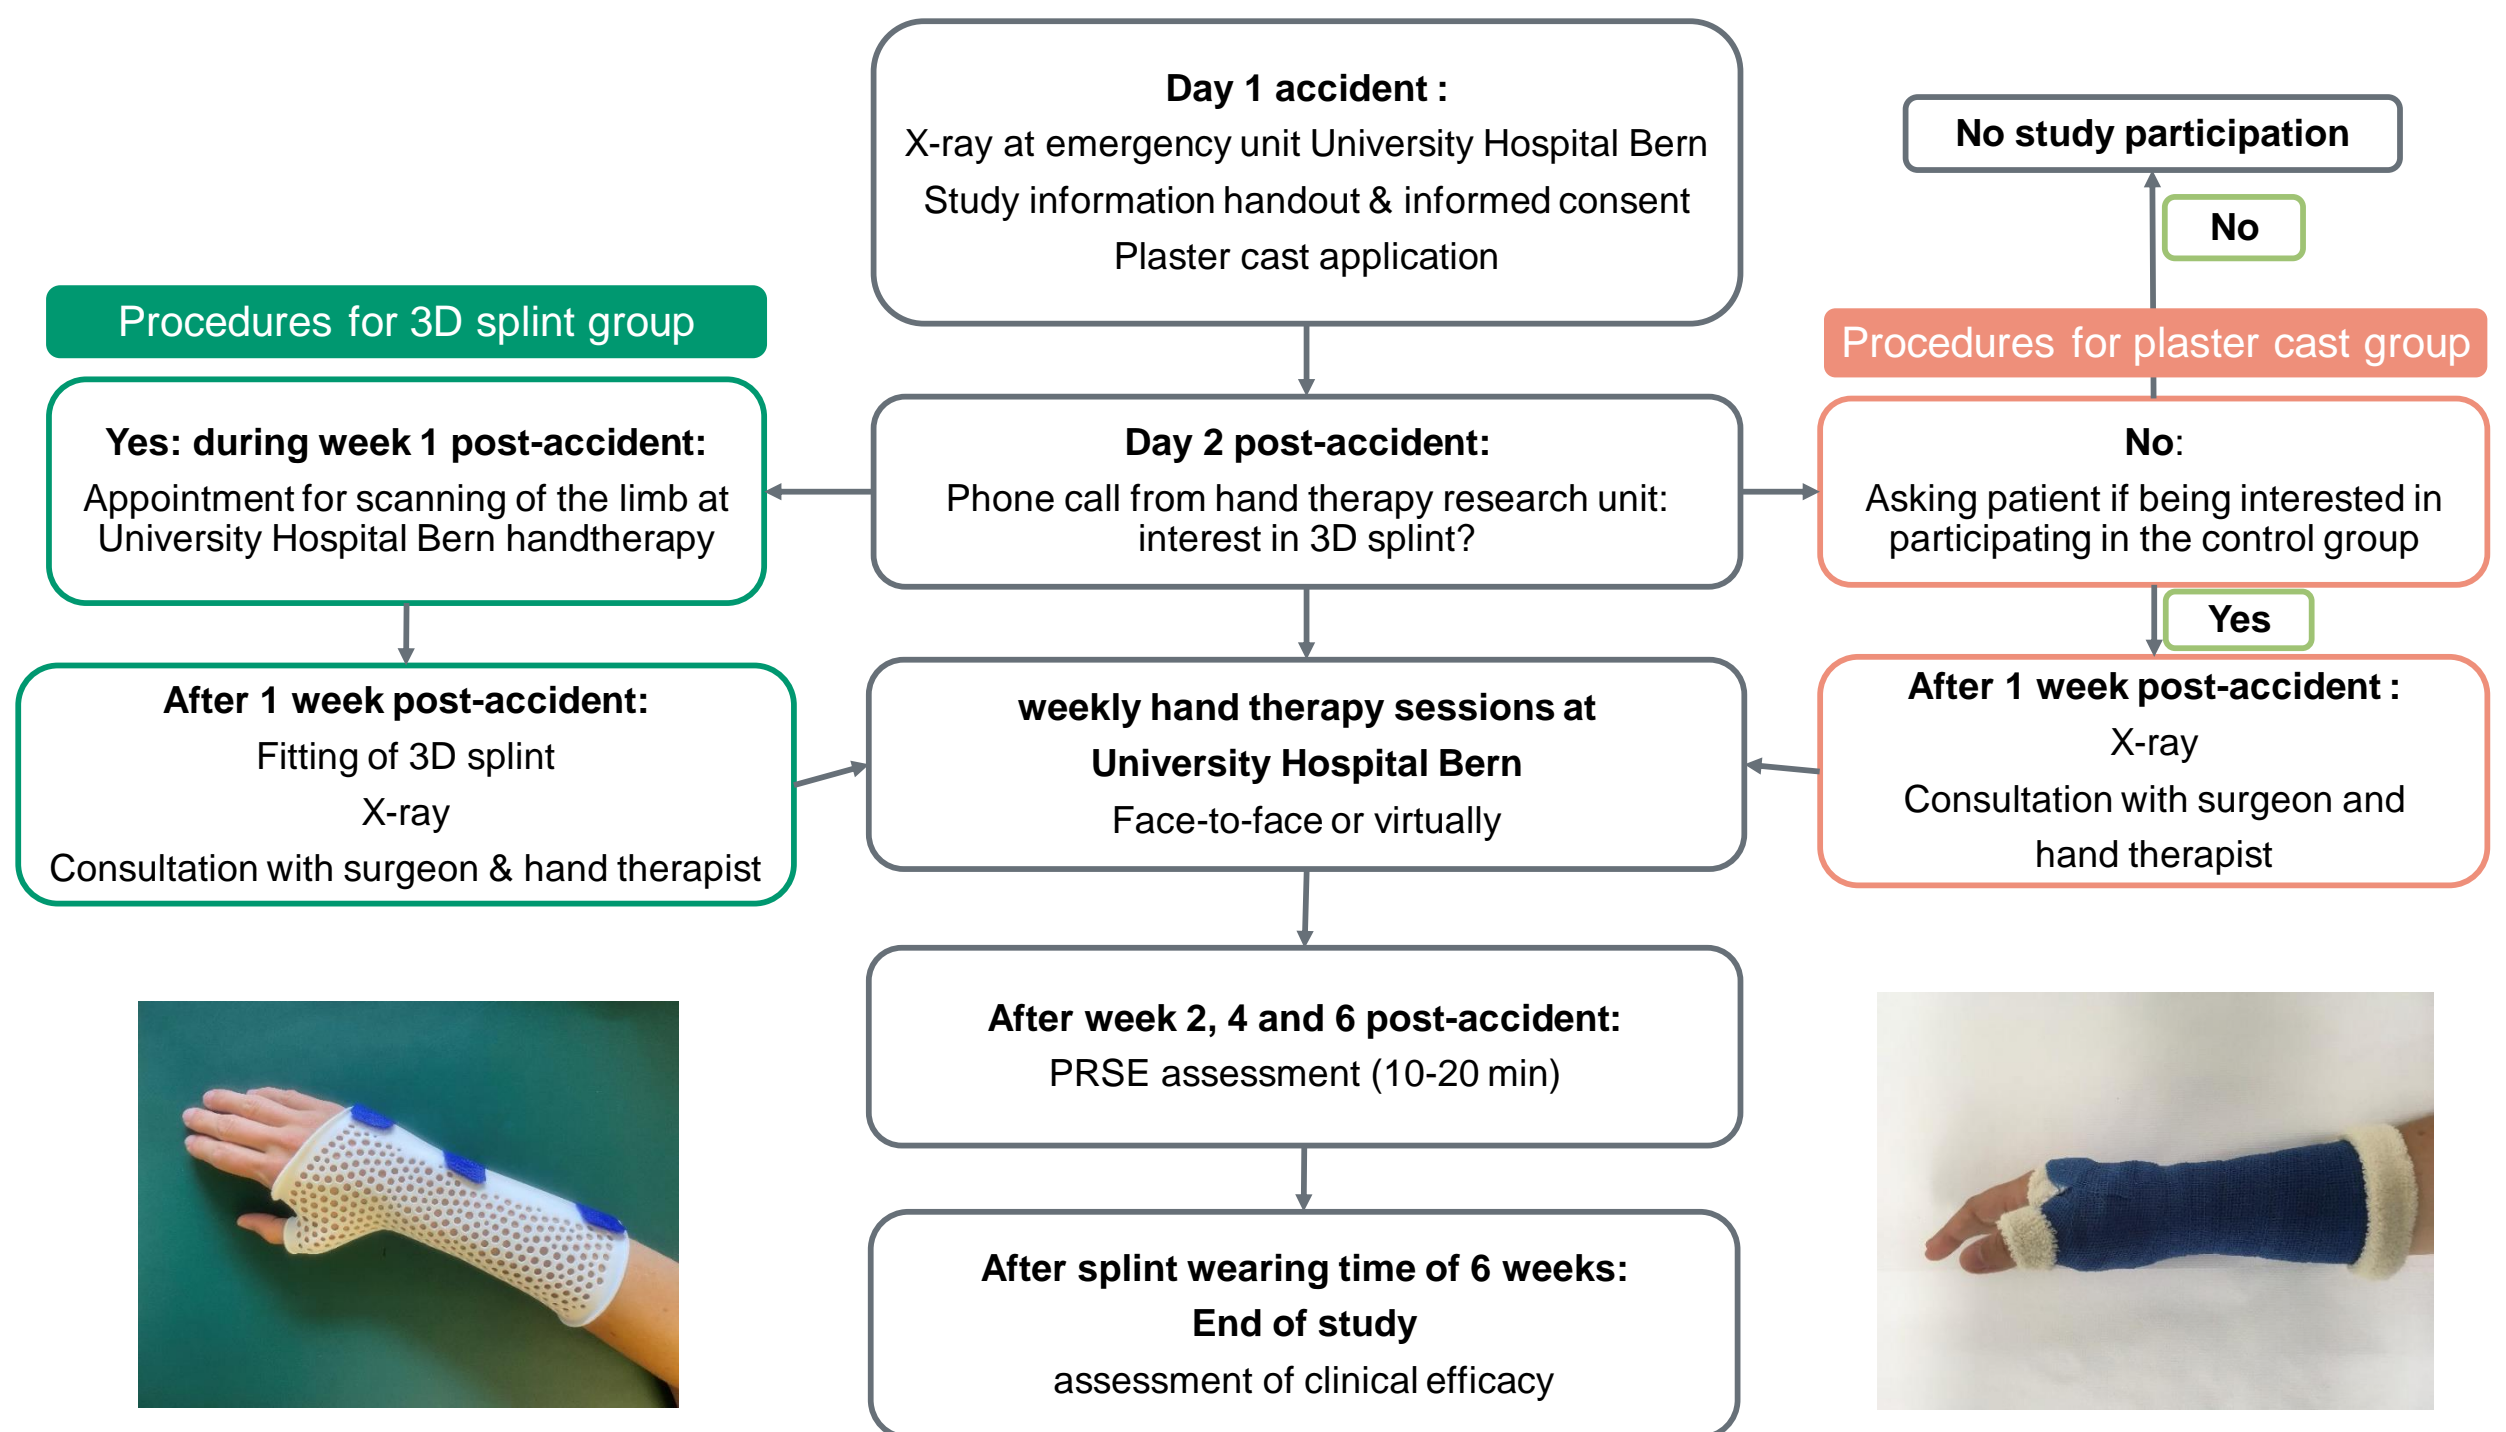 Day 1 accident :
X-ray at emergency unit University Hospital Bern
Study information handout & informed consent
Plaster cast application
No study participation
No
Procedures for 3D splint group
Procedures for plaster cast group
Yes: during week 1 post-accident:
Appointment for scanning of the limb at
University Hospital Bern handtherapy
Day 2 post-accident:
Phone call from hand therapy research unit:
interest in 3D splint?
No:
Asking patient if being interested in
participating in the control group
Yes
After 1 week post-accident:
Fitting of 3D splint
X-ray
Consultation with surgeon & hand therapist
weekly hand therapy sessions at
University Hospital Bern
Face-to-face or virtually
After 1 week post-accident :
X-ray
Consultation with surgeon and
hand therapist
After week 2, 4 and 6 post-accident:
PRSE assessment (10-20 min)
After splint wearing time of 6 weeks:
End of study
assessment of clinical efficacy